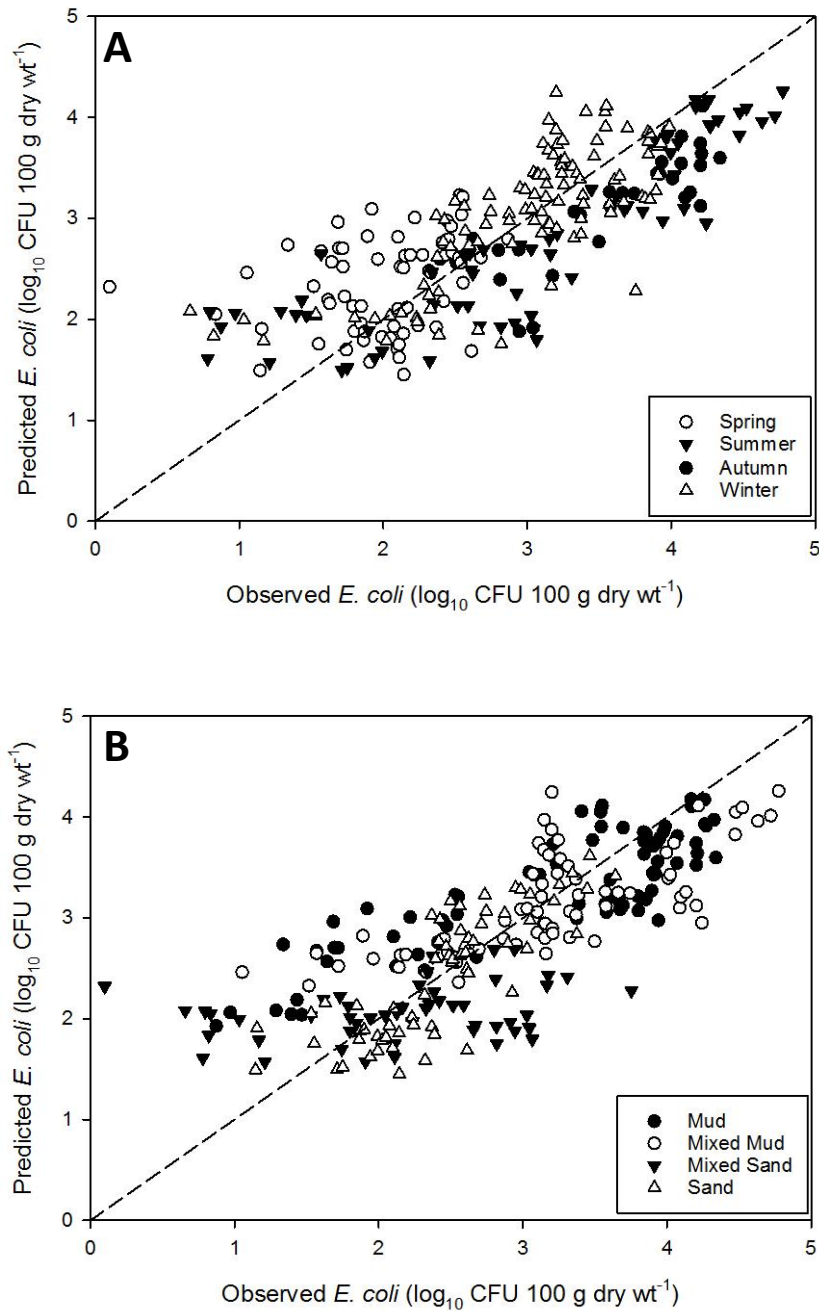 A
5
4
3
2
1
0
Predicted E. coli (log₁₀ CFU 100 g dry wt⁻¹)
Spring
Summer
Autumn
Winter
0 1 2 3 4 5
Observed E. coli (log₁₀ CFU 100 g dry wt⁻¹)
B
5
4
3
2
1
0
Predicted E. coli (log₁₀ CFU 100 g dry wt⁻¹)
Mud
Mixed Mud
Mixed Sand
Sand
0 1 2 3 4 5
Observed E. coli (log₁₀ CFU 100 g dry wt⁻¹)